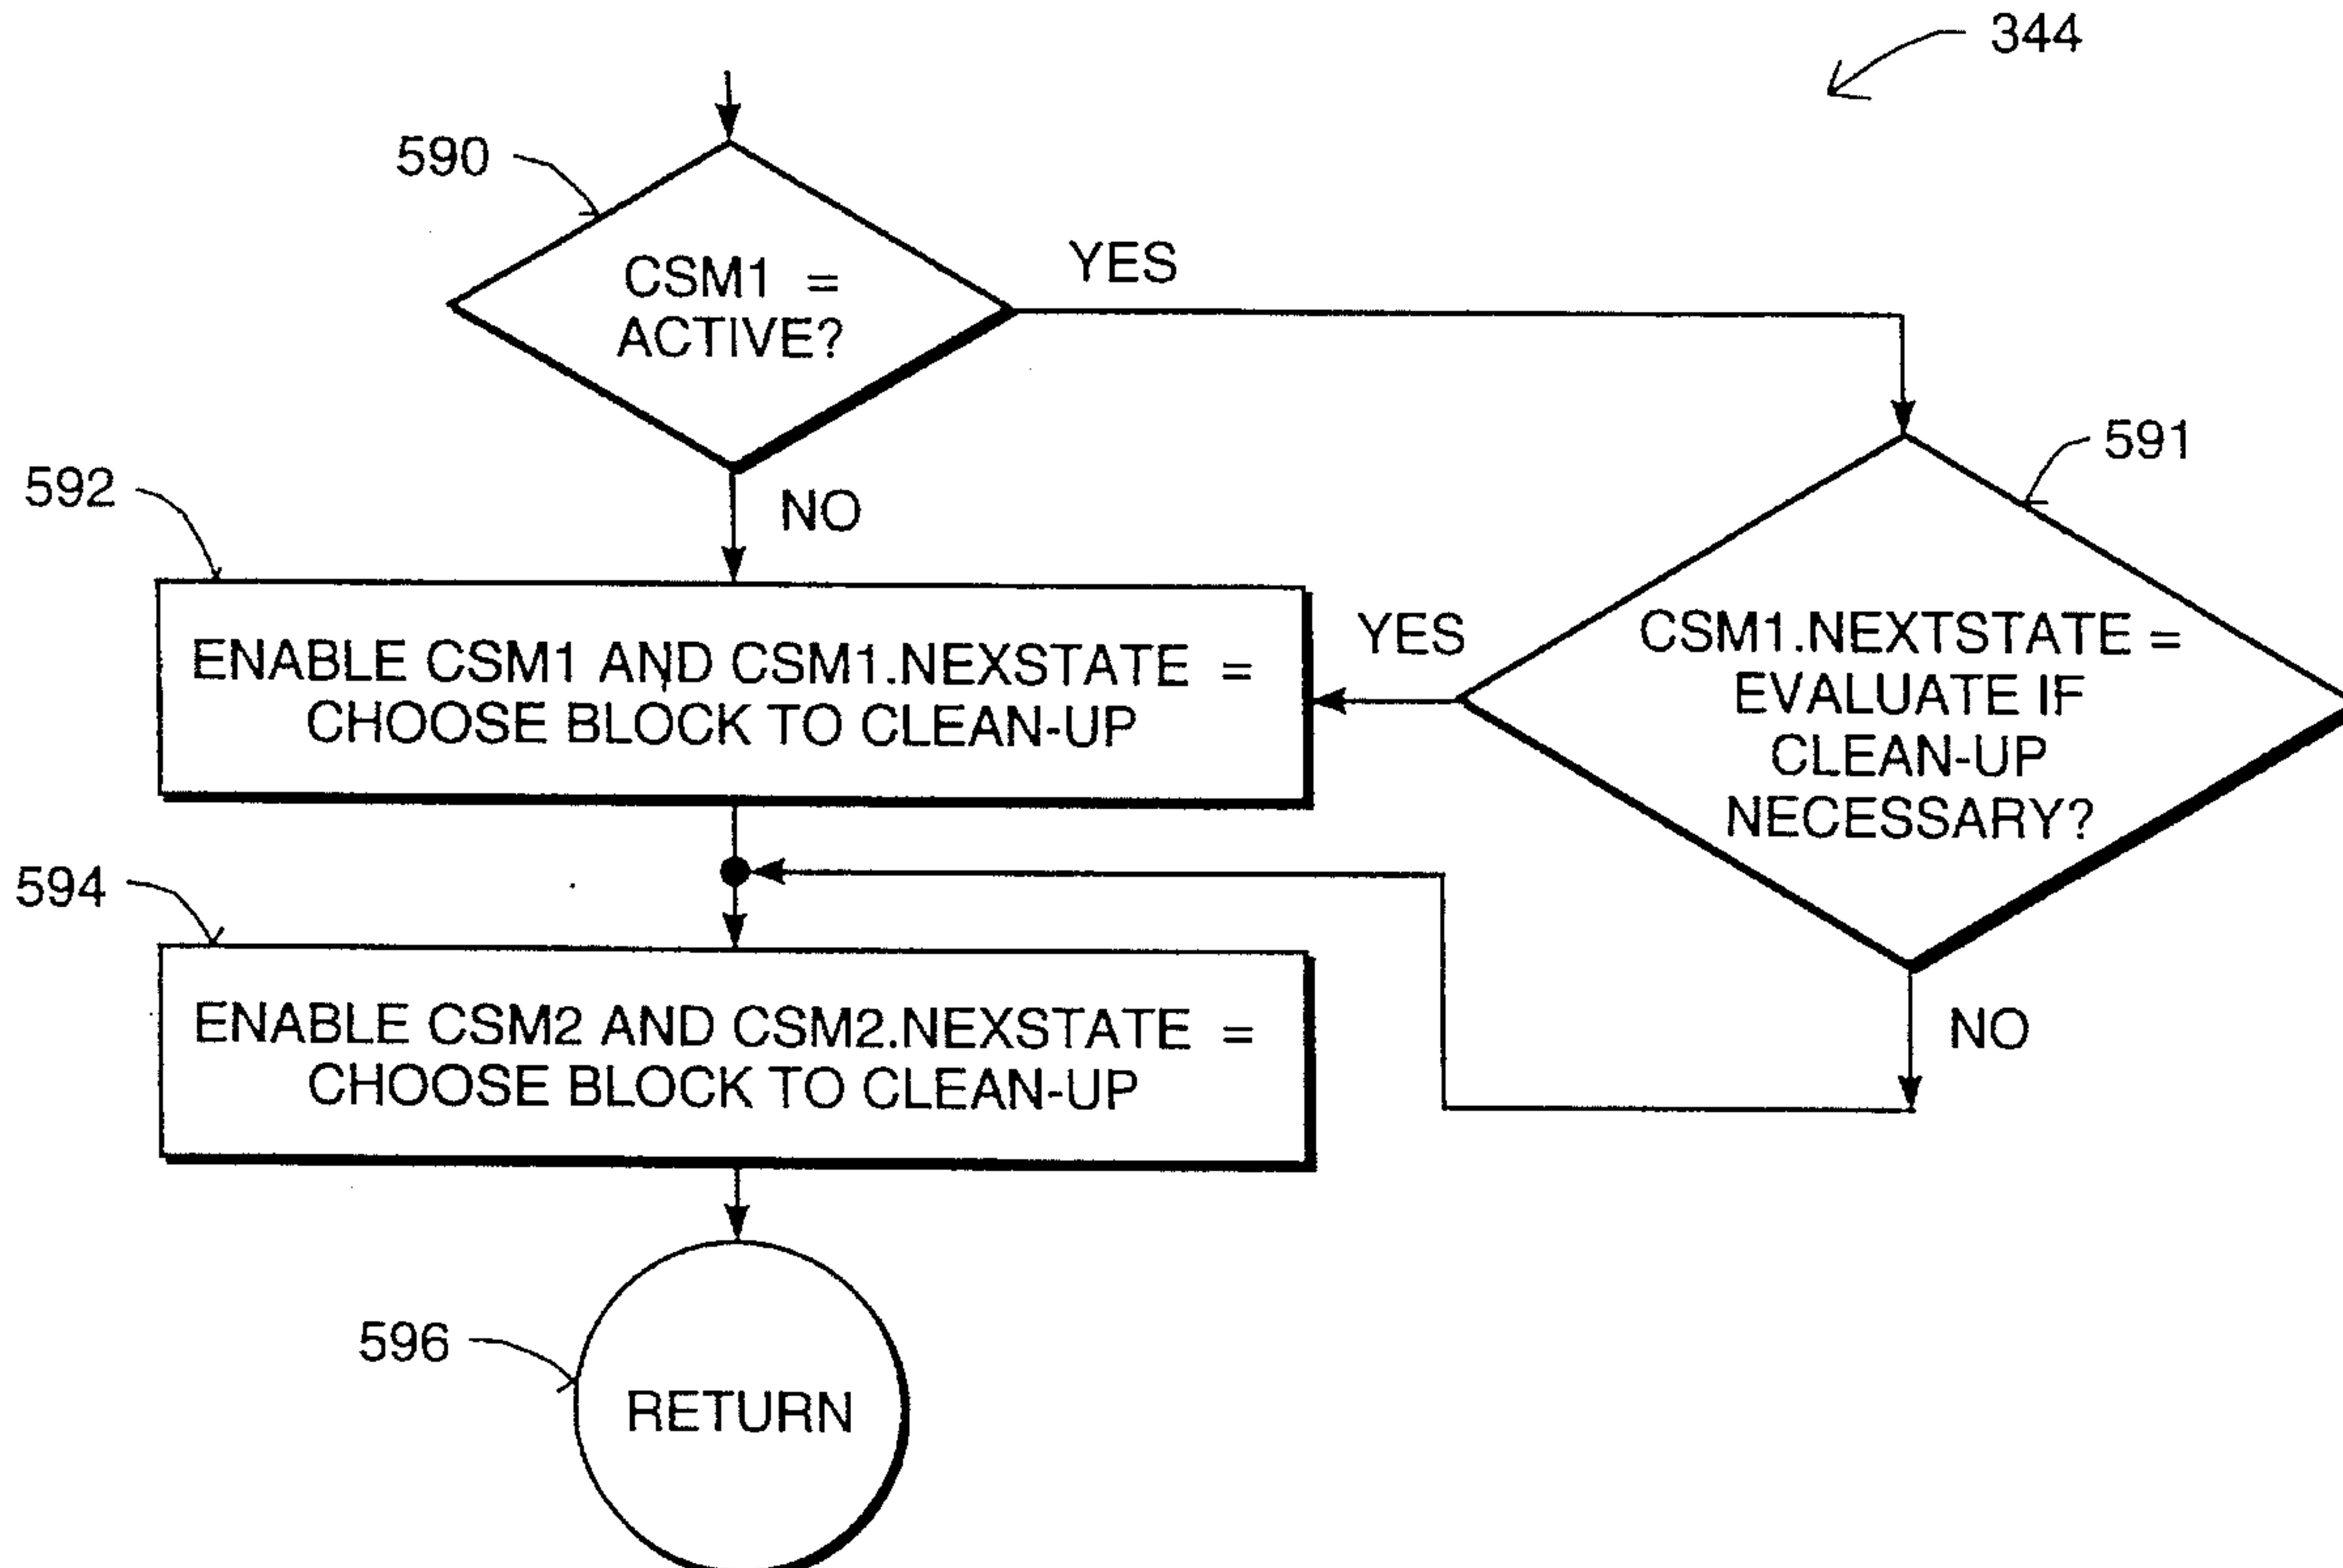 344
590
CSM1 =
ACTIVE?
YES
591
592
NO
ENABLE CSM1 AND CSM1.NEXSTATE =
CHOOSE BLOCK TO CLEAN-UP
YES
CSM1.NEXTSTATE =
EVALUATE IF
CLEAN-UP
NECESSARY?
594
ENABLE CSM2 AND CSM2.NEXSTATE =
CHOOSE BLOCK TO CLEAN-UP
NO
596
RETURN